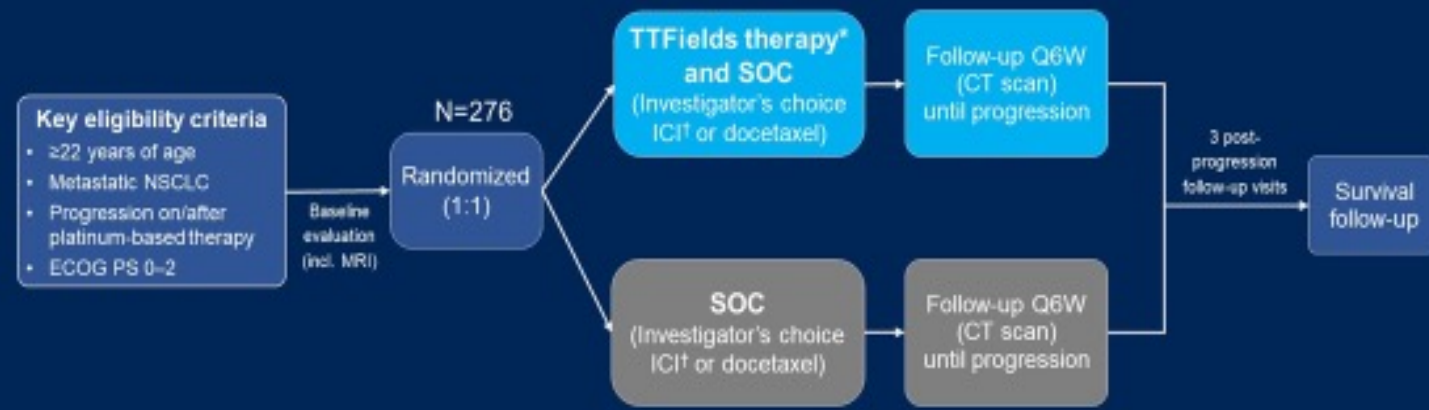 Key eligibility criteria
• ≥22 years of age
• Metastatic NSCLC
• Progression on/after
platinum-based therapy
• ECOG PS 0–2
Baseline
evaluation
(incl. MRI)
N=276
Randomized
(1:1)
TTFields therapy*
and SOC
(Investigator's choice
ICI† or docetaxel)
Follow-up Q6W
(CT scan)
until progression
SOC
(Investigator's choice
ICI† or docetaxel)
Follow-up Q6W
(CT scan)
until progression
3 post-
progression
follow-up visits
Survival
follow-up